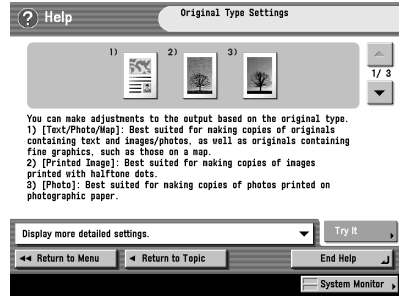 Help
Original Type Settings
1) 2) 3)
1/ 3
You can make adjustments to the output based on the original type.
1) [Text/Photo/Map]: Best suited for making copies of originals
containing text and images/photos, as well as originals containing
fine graphics, such as those on a map.
2) [Printed Image]: Best suited for making copies of images
printed with halftone dots.
3) [Photo]: Best suited for making copies of photos printed on
photographic paper.
Display more detailed settings.
Try It
Return to Menu
Return to Topic
End Help
System Monitor